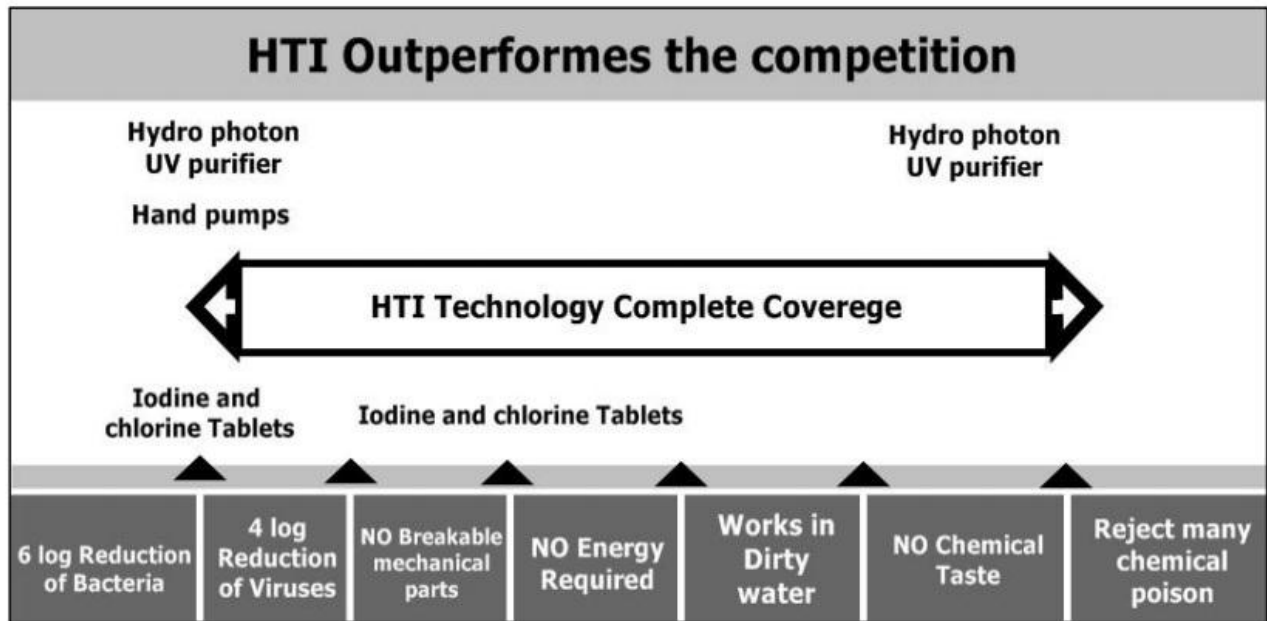 HTI Outperformes the competition
Hydro photon
UV purifier
Hand pumps
Hydro photon
UV purifier
HTI Technology Complete Coverege
Iodine and
chlorine Tablets
Iodine and chlorine Tablets
6 log Reduction
of Bacteria
4 log
Reduction
of Viruses
NO Breakable
mechanical
parts
NO Energy
Required
Works in
Dirty
water
NO Chemical
Taste
Reject many
chemical
poison